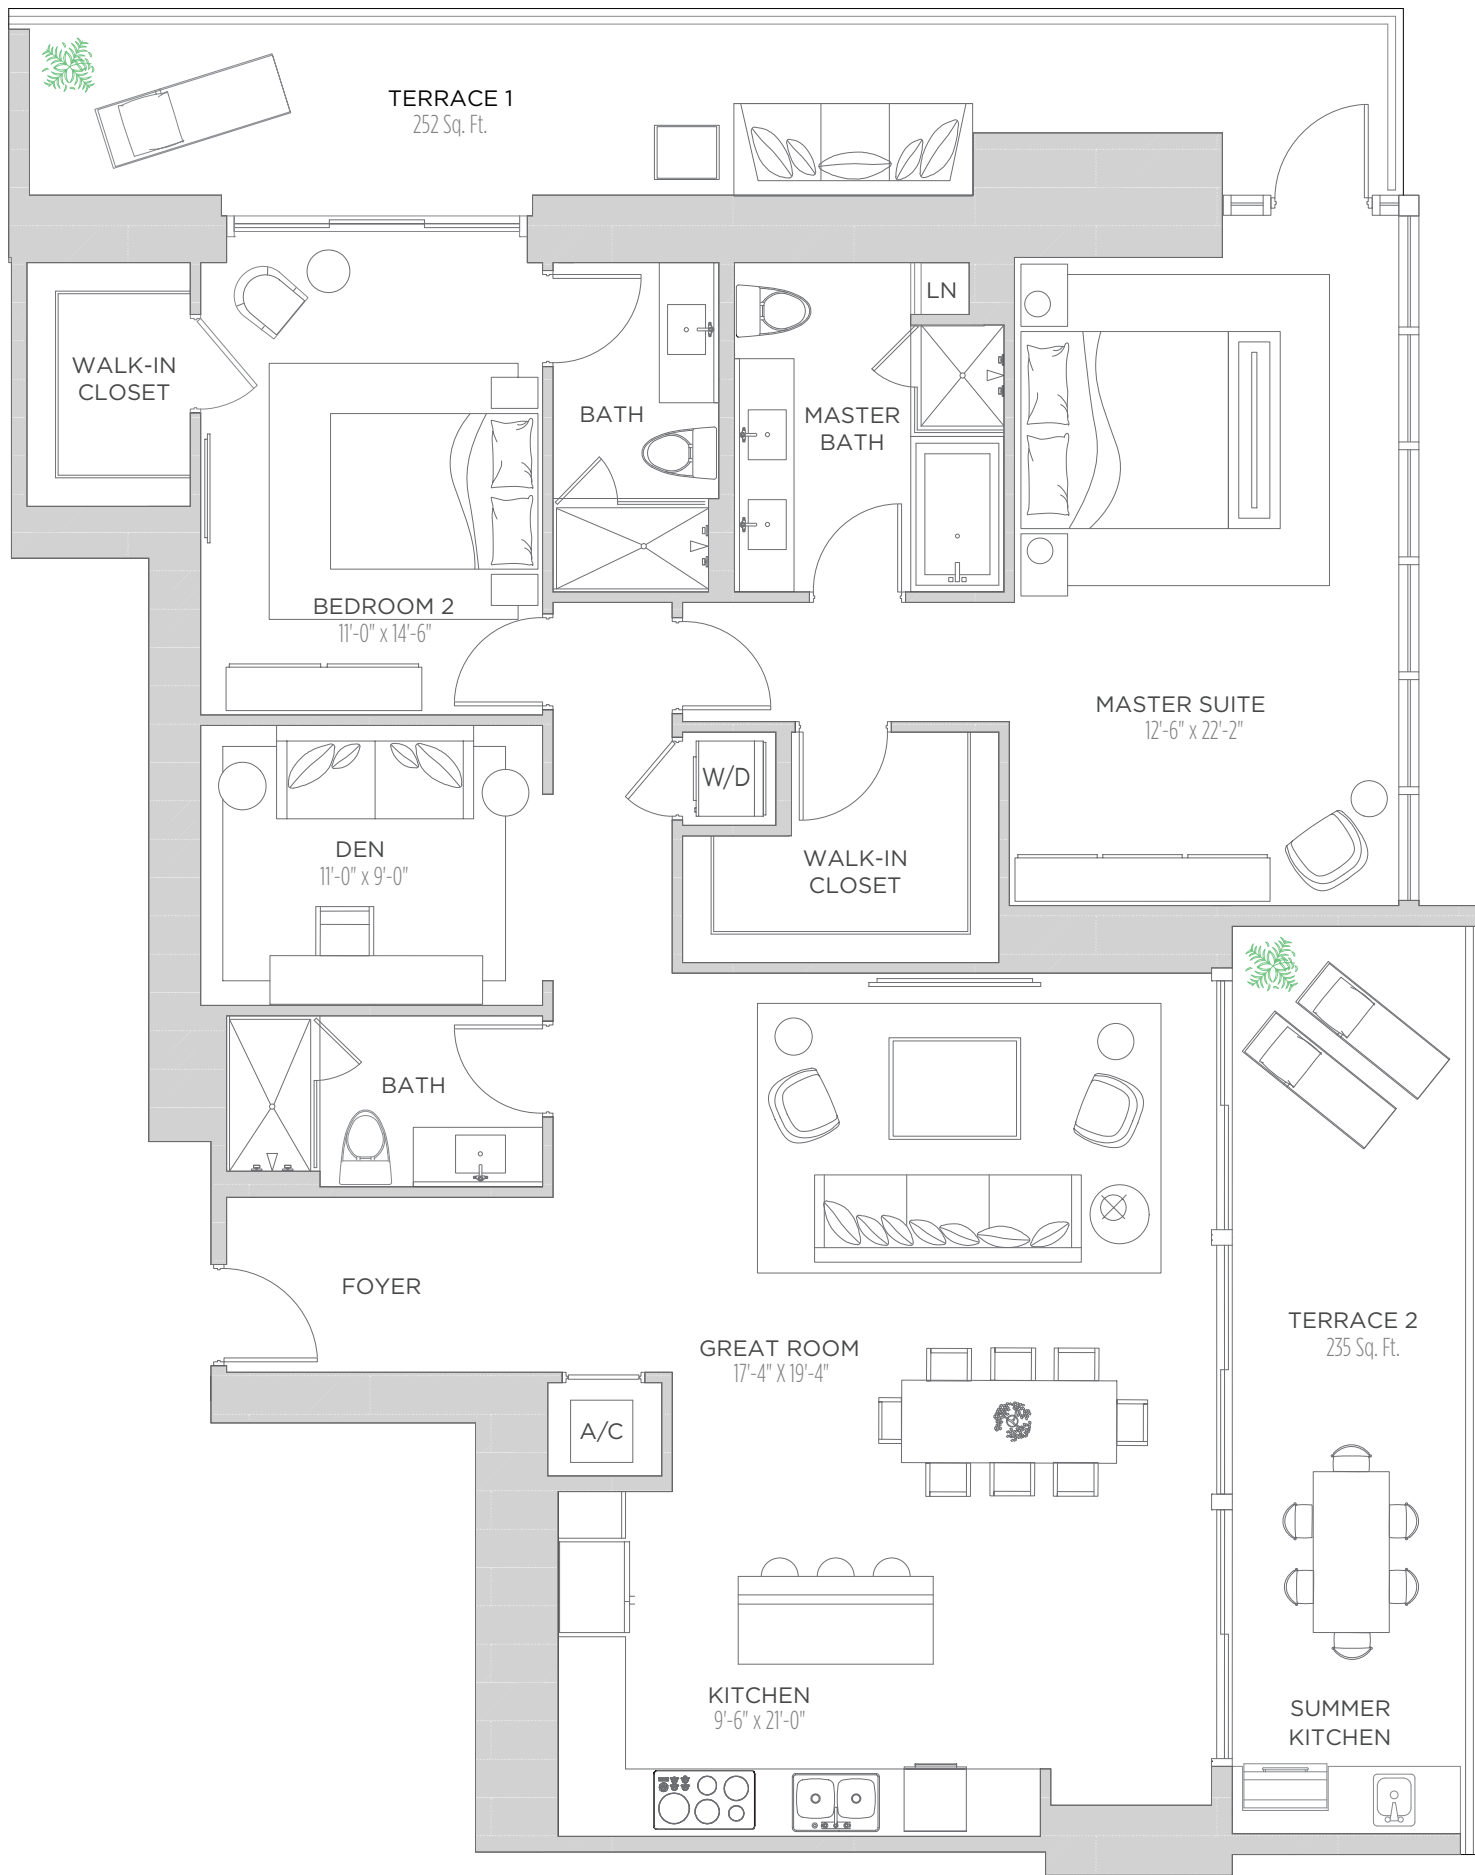 TERRACE 1
252 Sq. Ft.
LN
WALK-IN
CLOSET
BATH
MASTER
BATH
BEDROOM 2
11'-0" x 14'-6"
MASTER SUITE
12'-6" x 22'-2"
W/D
DEN
11'-0" x 9'-0"
WALK-IN
CLOSET
BATH
FOYER
GREAT ROOM
17'-4" X 19'-4"
TERRACE 2
235 Sq. Ft.
A/C
KITCHEN
9'-6" x 21'-0"
SUMMER
KITCHEN